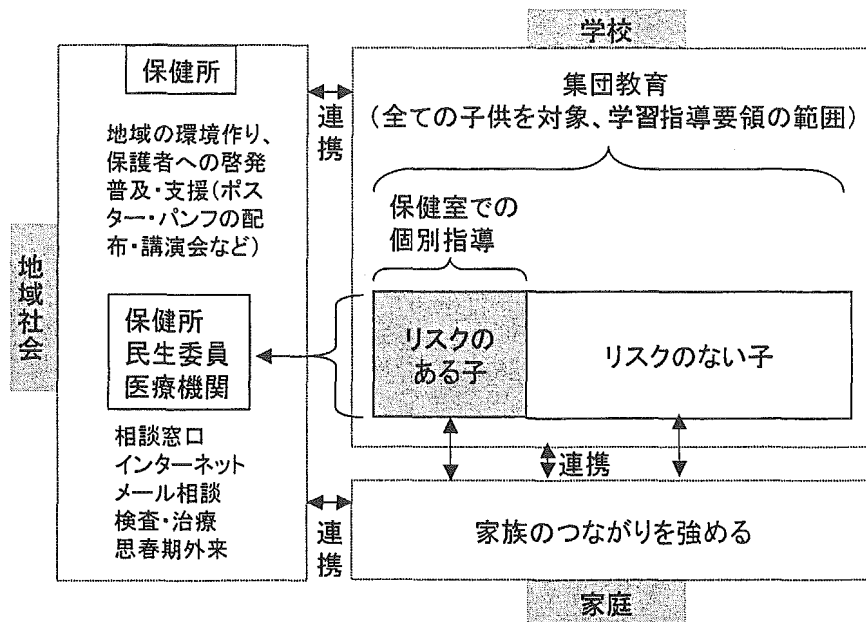 学校
保健所
地域の環境作り、
保護者への啓発
普及・支援(ポス
ター・パンフの配
布・講演会など)
地域社会
保健所
民生委員
医療機関
相談窓口
インターネット
メール相談
検査・治療
思春期外来
連携
集団教育
(全ての子供を対象、学習指導要領の範囲)
保健室での
個別指導
リスクの
ある子
リスクのない子
連携
連携
家族のつながりを強める
家庭